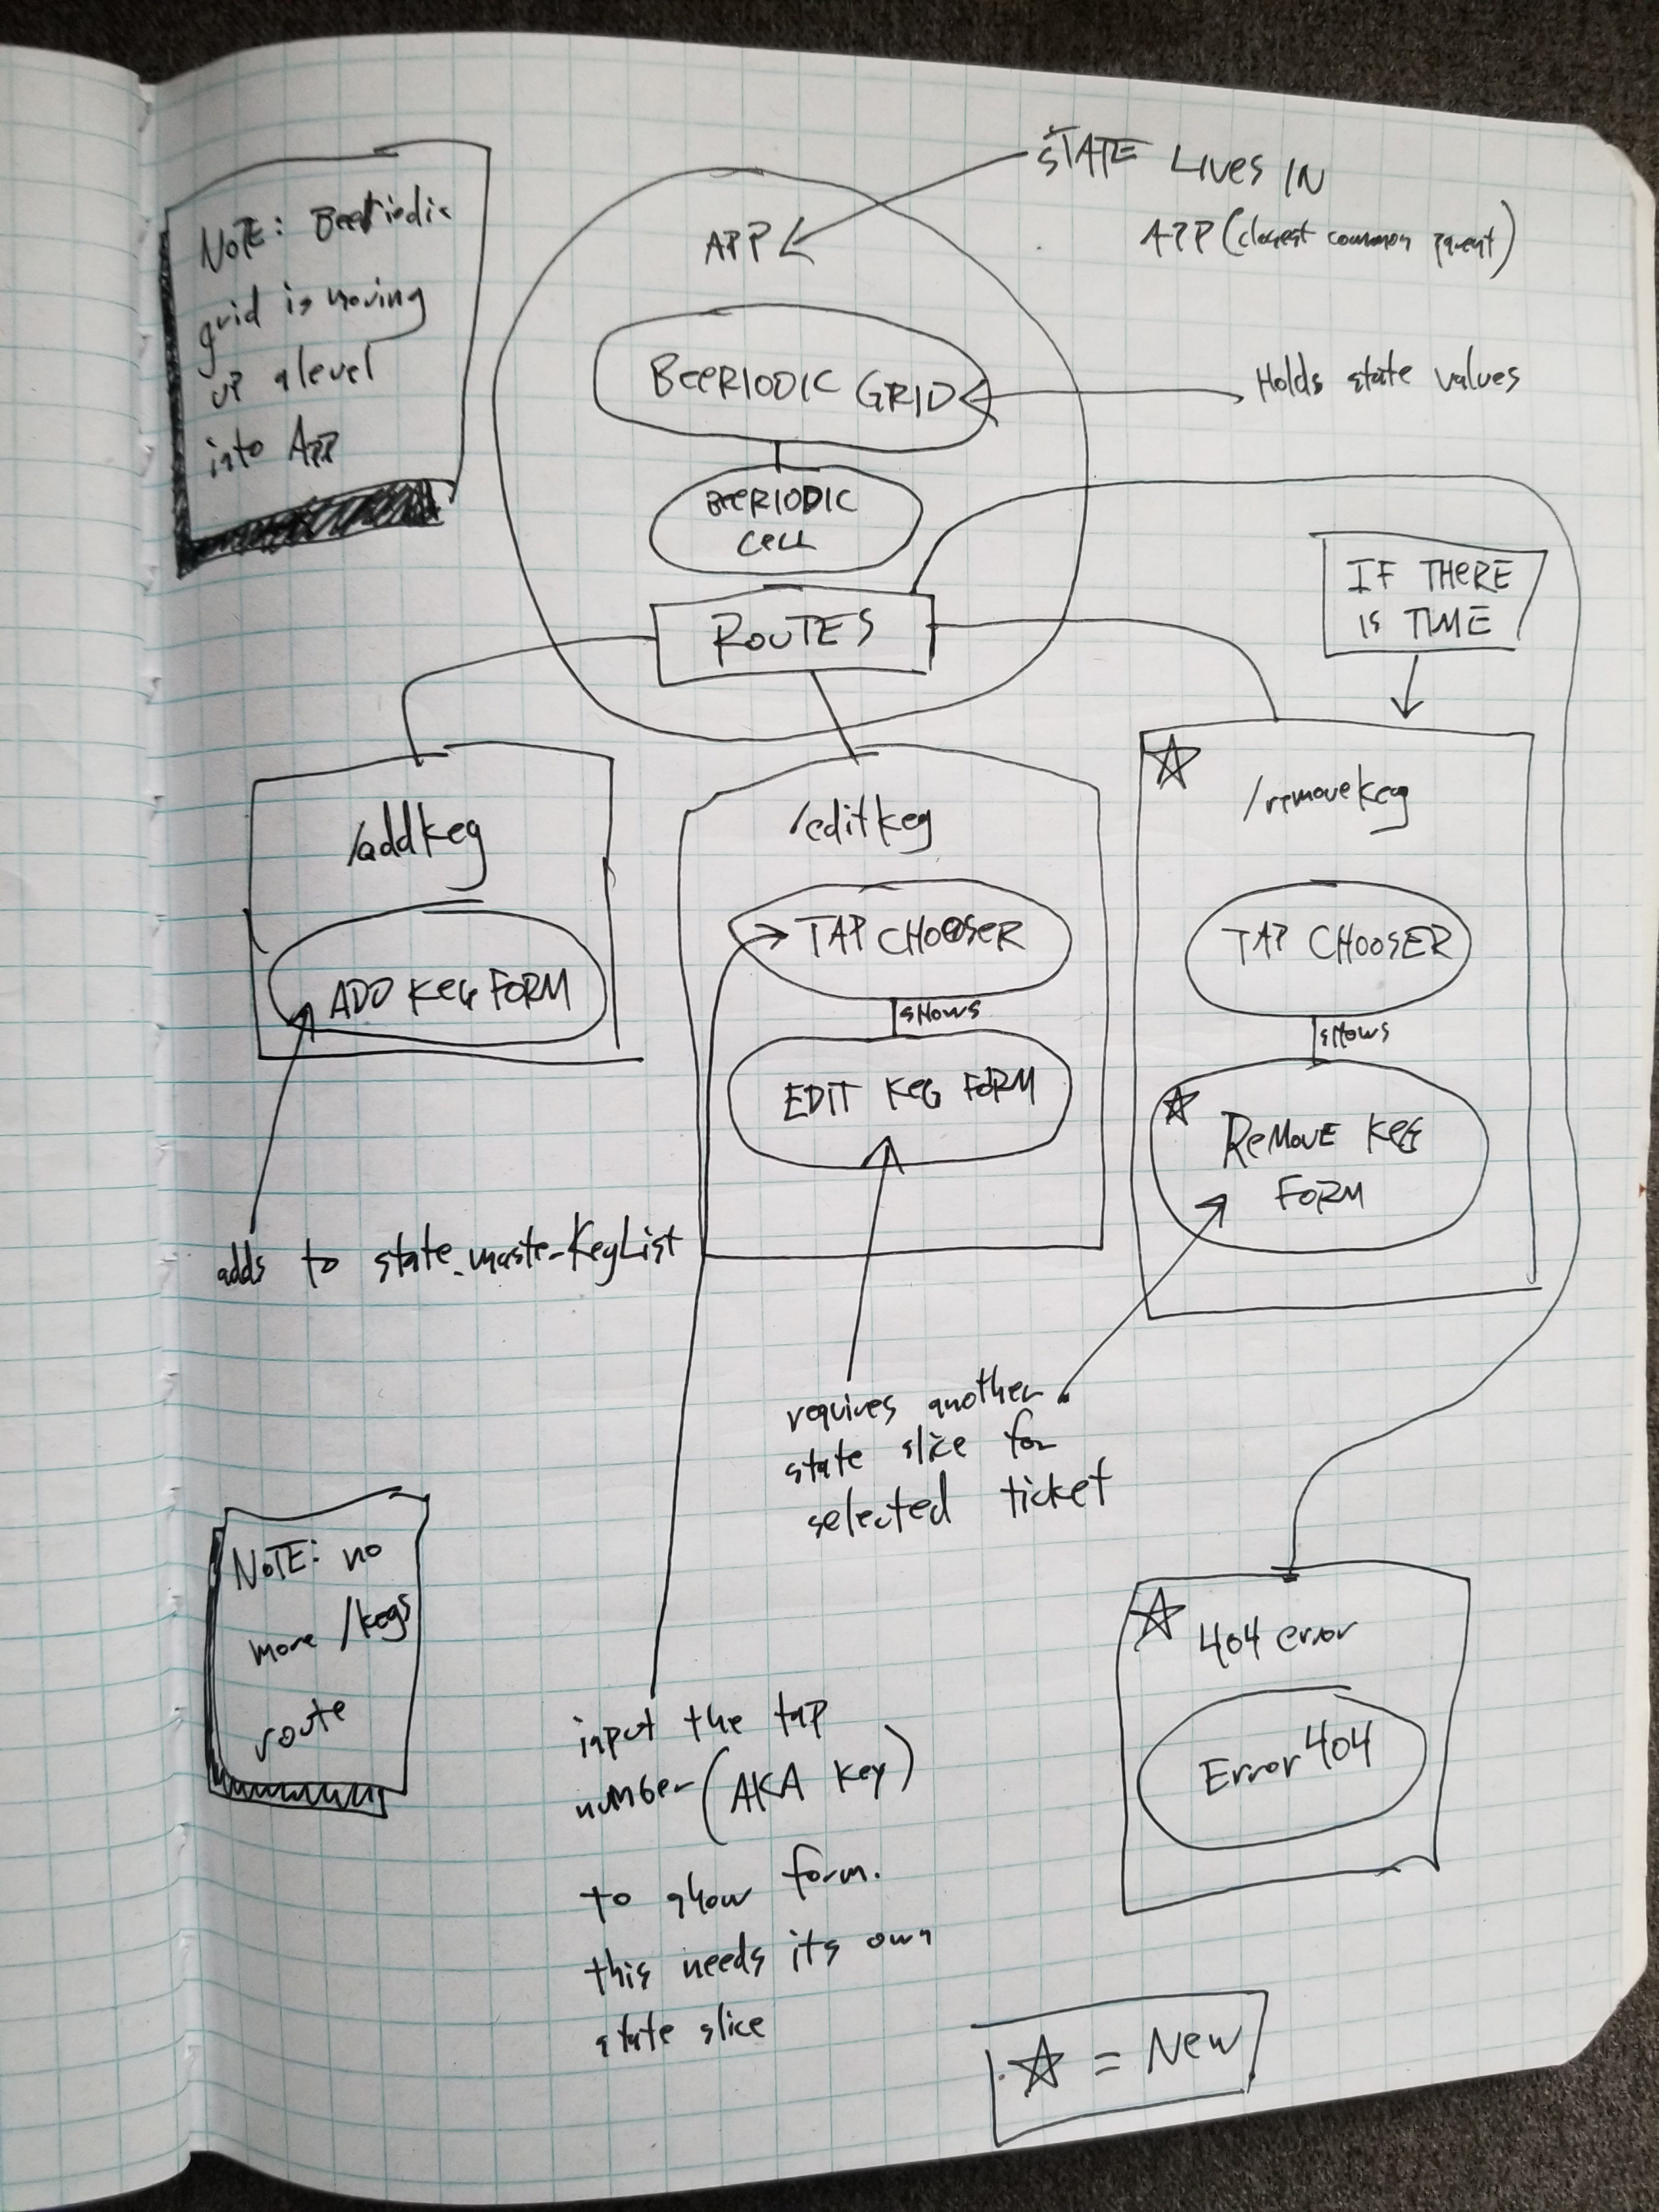 STATE LIVES IN
APP (closest common parent)
NOTE: Beeriodic
grid is moving
up a level
into App
APP
BEERIODIC GRID
Holds state values
BEERIODIC
CELL
ROUTES
IF THERE
IS TIME
/addkeg
ADD KEG FORM
/editkeg
TAP CHOOSER
SHOWS
EDIT KEG FORM
/removekeg
TAP CHOOSER
SHOWS
REMOVE KEG
FORM
adds to state.
requires another
state slice for
selected ticket
NOTE: no
more /kegs
route
input the tap
number (AKA key)
to show form.
this needs its own
state slice
404 error
Error404
☆ = New